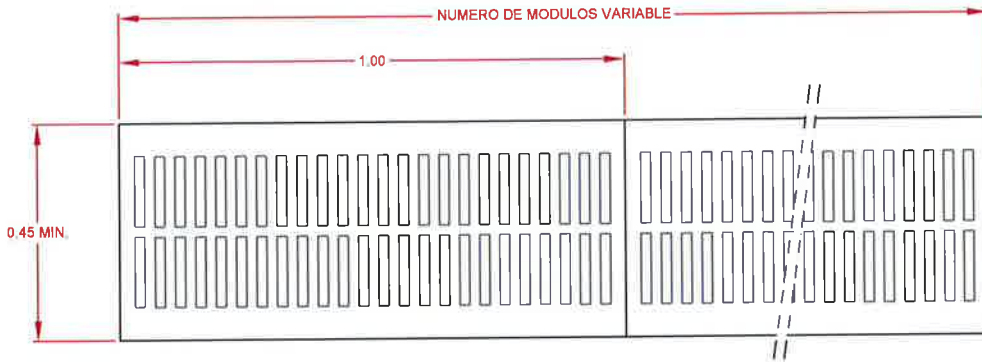 NUMERO DE MODULOS VARIABLE
1.00
0.45 MIN.